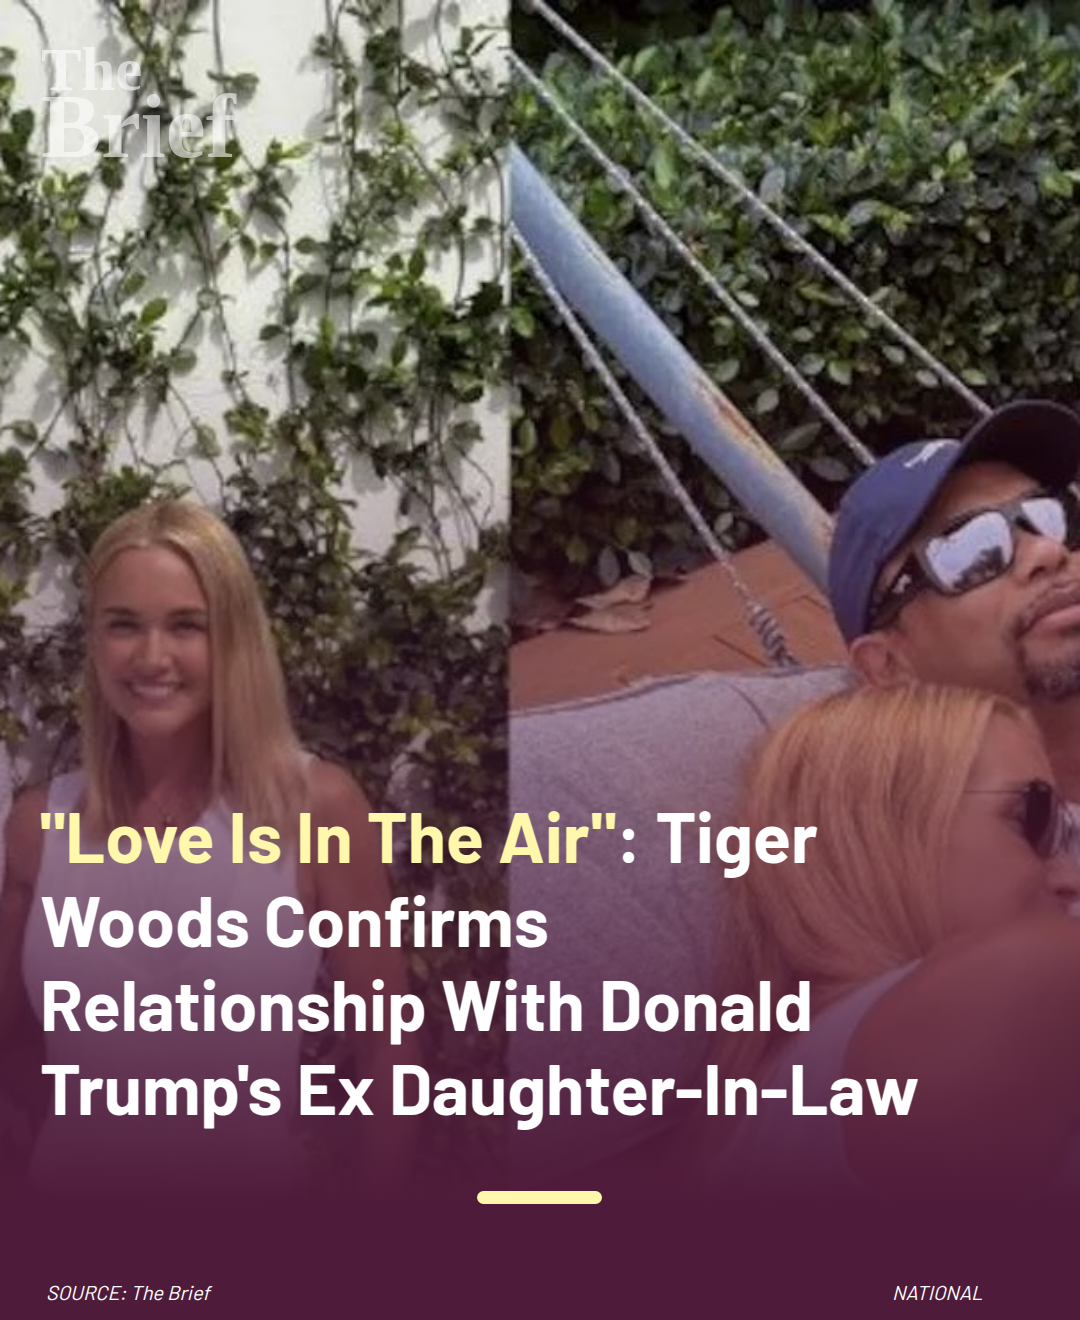 The
Brief
"Love Is In The Air": Tiger
Woods Confirms
Relationship With Donald
Trump's Ex Daughter-In-Law
SOURCE: The Brief
NATIONAL